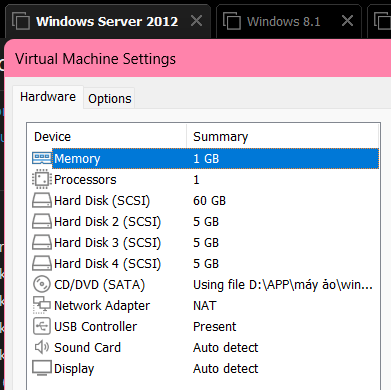 Windows Server 2012 Windows 8.1
Virtual Machine Settings
Hardware Options
Device Summary
Memory 1 GB
Processors 1
Hard Disk (SCSI) 60 GB
Hard Disk 2 (SCSI) 5 GB
Hard Disk 3 (SCSI) 5 GB
Hard Disk 4 (SCSI) 5 GB
CD/DVD (SATA) Using file D:\APP\máy ảo\win...
Network Adapter NAT
USB Controller Present
Sound Card Auto detect
Display Auto detect